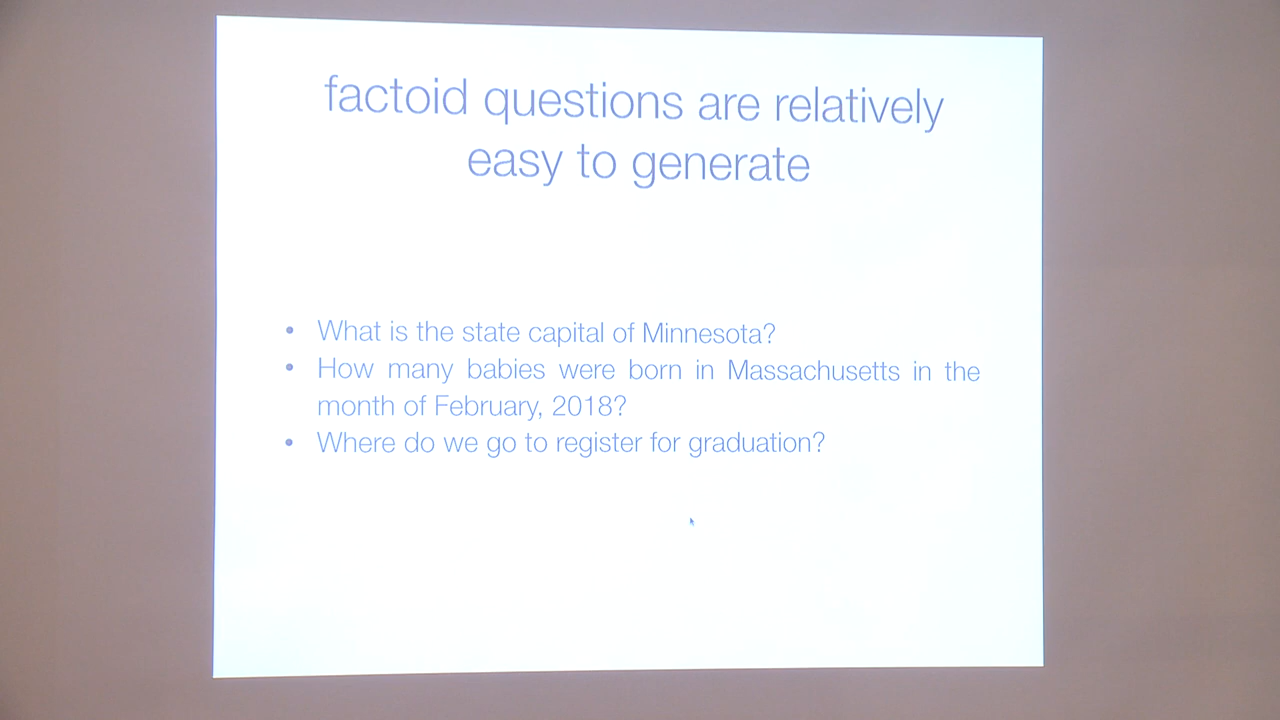 factoid questions are relatively
easy to generate
• What is the state capital of Minnesota?
• How many babies were born in Massachusetts in the
month of February, 2018?
• Where do we go to register for graduation?